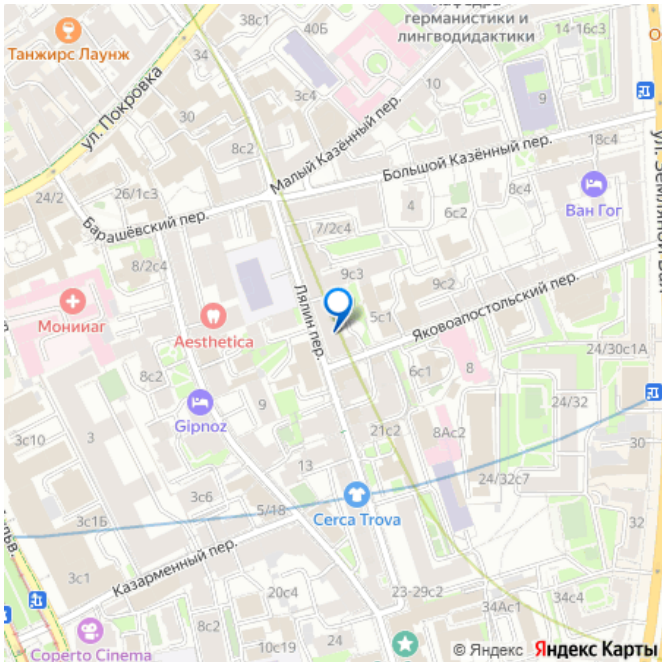 38с1
40Б
Кафедра
германистики и
лингводидактики
14-16с3
Танжирс Лаунж
34
ул. Покровка
3с4
10
9
30
8с2
Малый Казённый пер.
Большой Казённый пер.
18с4
24/2
26/1с3
Барашёвский пер.
4
6с2
8с4
Ван Гог
ул. Земляной Вал
7/2с4
8/2с4
9с3
9с2
Мониааг
Aesthetica
Лялин пер.
5с1
Яковоапостольский пер.
24/30с1А
8с2
6с1
8
Gipnoz
9
24/32
21с2
8Ас2
3с10
3
30
13
24/32с7
3с6
5/48
3с1Б
Cerca Trova
32
Казарменный пер.
3с1
20с4
23-29с2
34с4
34Ас1
8с2
Coperto Cinema
10с19
24
© Яндекс Яндекс Карты